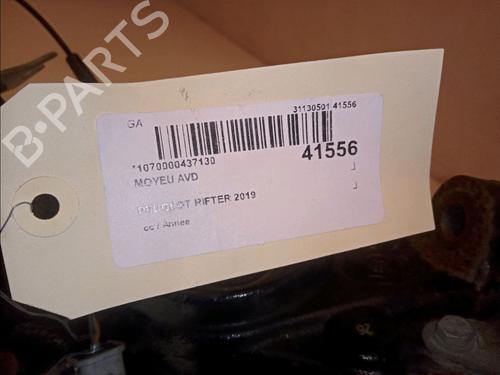 B-PARTS
GA
31130501 41556
*1070000437130
41556
MOYEU AVD
PEUGEOT RIFTER 2019
cc / Annee